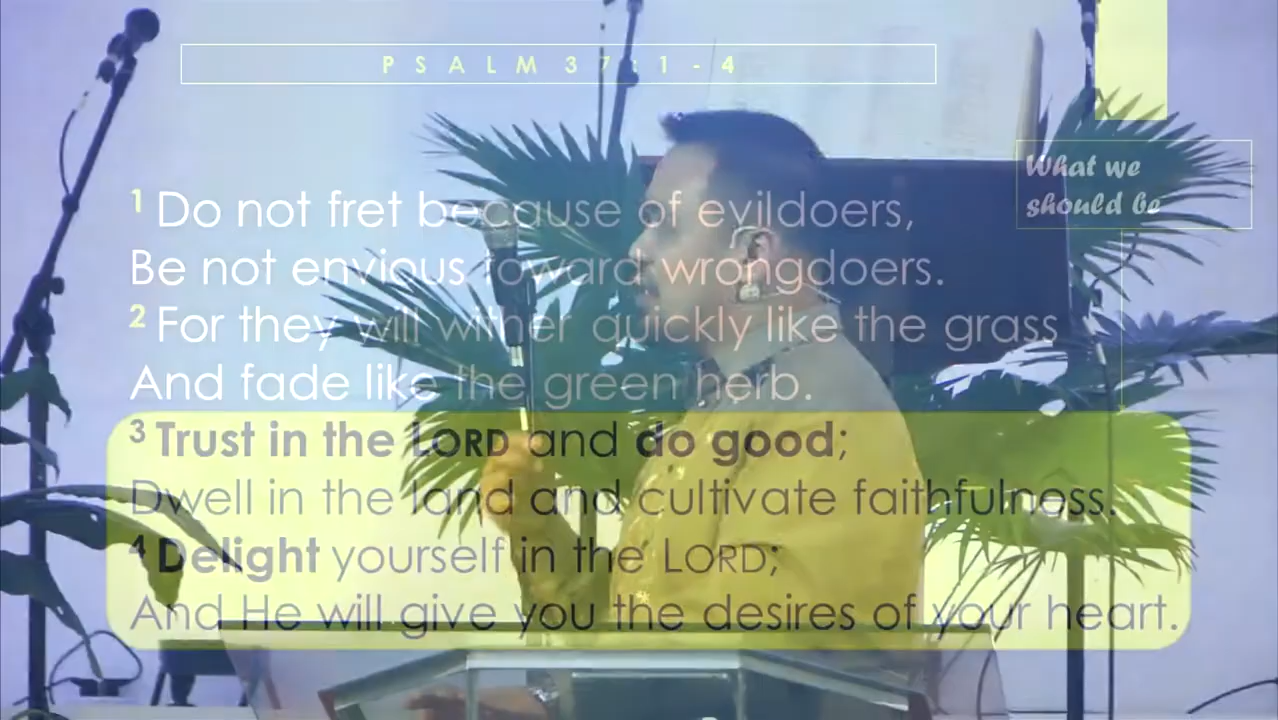 PSALM 37:1-4
What we
should be
1 Do not fret because of evildoers,
Be not envious toward wrongdoers.
2 For they will wither quickly like the grass
And fade like the green herb.
3 Trust in the LORD and do good;
Dwell in the land and cultivate faithfulness.
4 Delight yourself in the LORD;
And He will give you the desires of your heart.